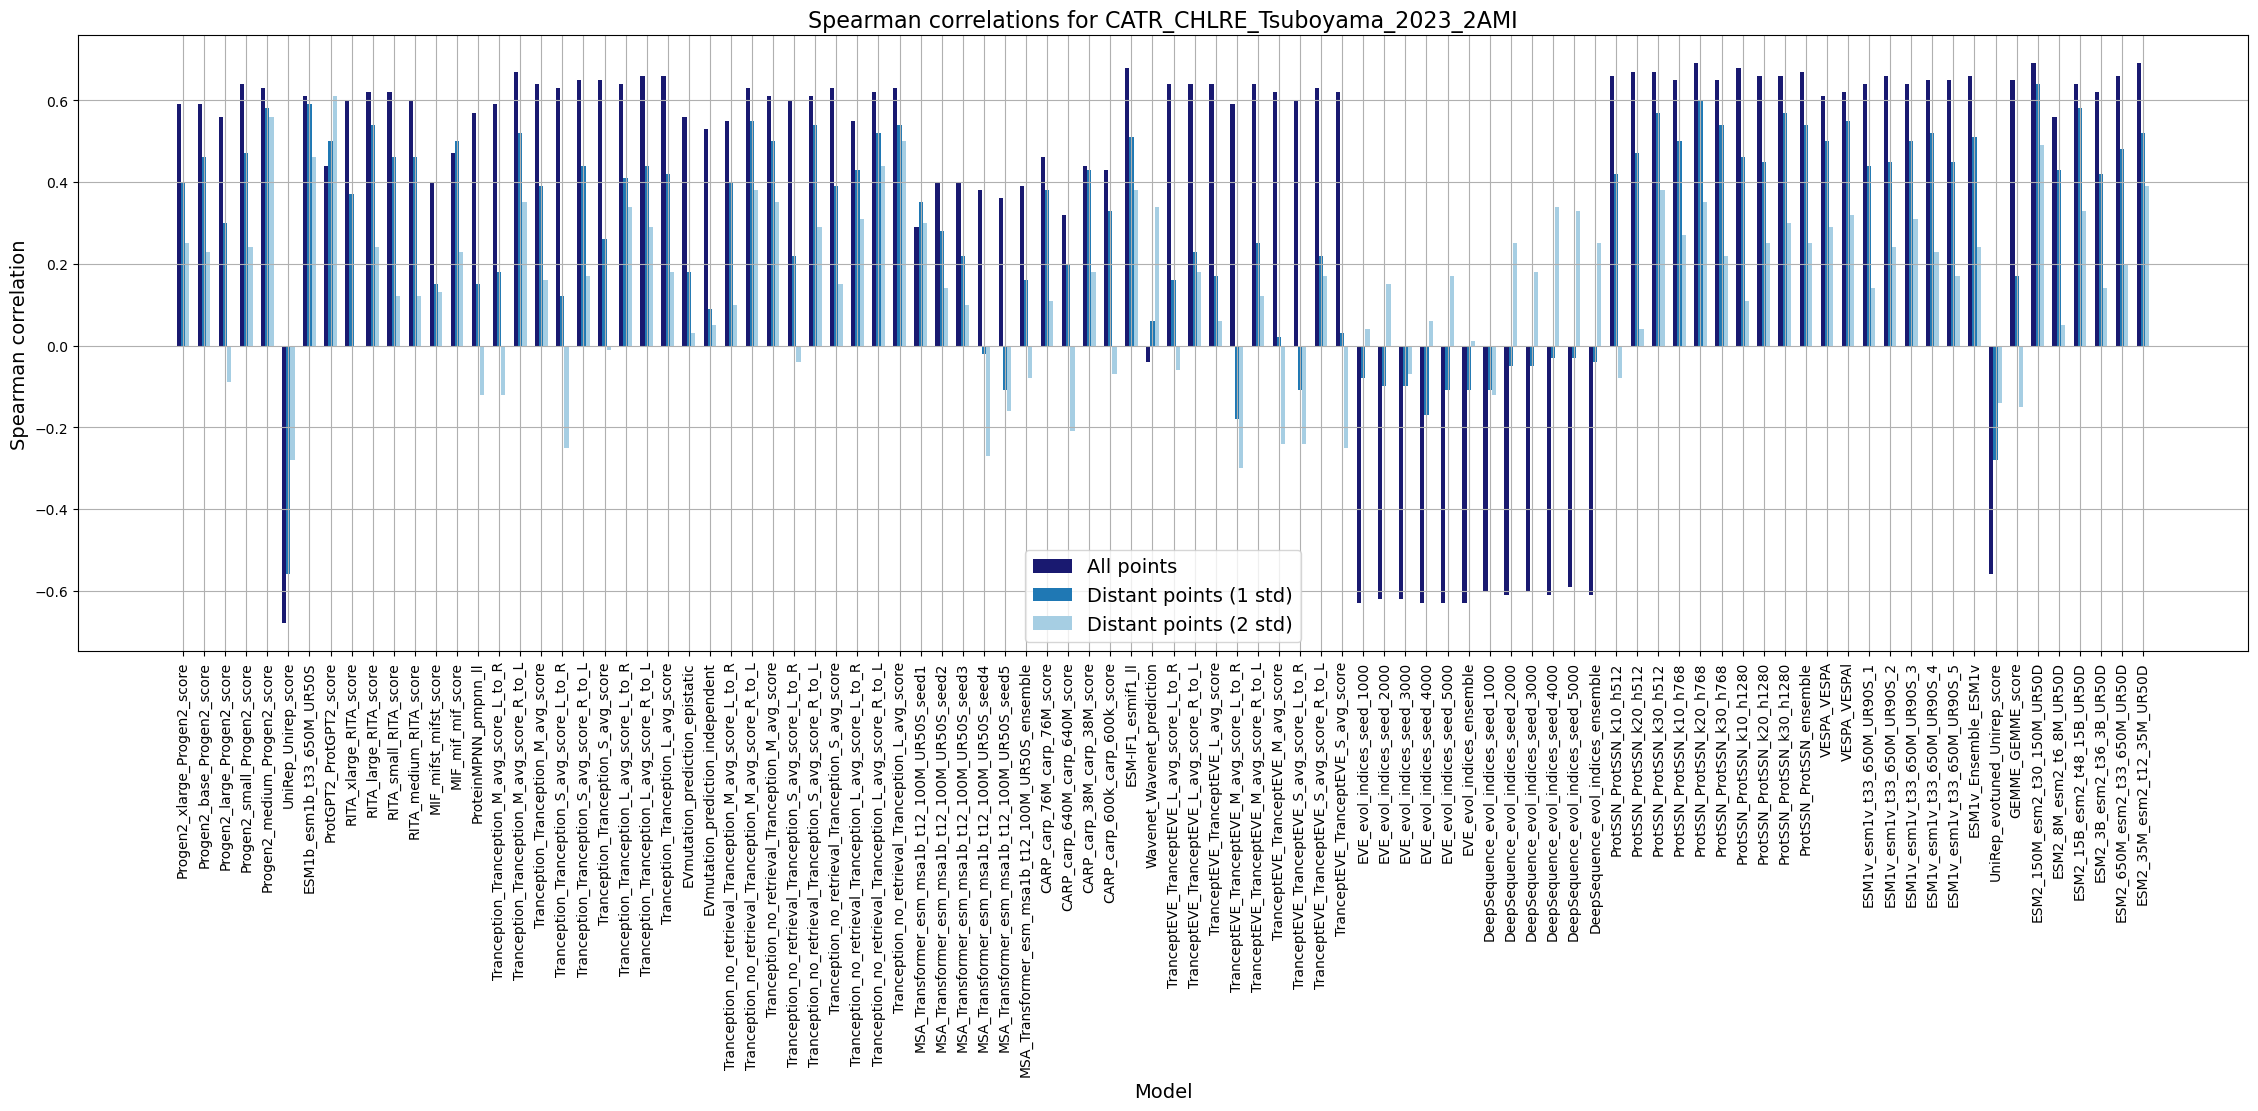 Spearman correlations for CATR_CHLRE_Tsuboyama_2023_2AMI
Spearman correlation
0.6
0.4
0.2
0.0
−0.2
−0.4
−0.6
All points
Distant points (1 std)
Distant points (2 std)
Progen2_xlarge_Progen2_score
Progen2_base_Progen2_score
Progen2_large_Progen2_score
Progen2_small_Progen2_score
Progen2_medium_Progen2_score
UniRep_Unirep_score
ESM1b_esm1b_t33_650M_UR50S
ProtGPT2_ProtGPT2_score
RITA_xlarge_RITA_score
RITA_large_RITA_score
RITA_small_RITA_score
RITA_medium_RITA_score
MIF_mifst_mifst_score
MIF_mif_mif_score
ProteinMPNN_pmpnn_ll
Tranception_Tranception_M_avg_score_L_to_R
Tranception_Tranception_M_avg_score_R_to_L
Tranception_Tranception_M_avg_score
Tranception_Tranception_S_avg_score_L_to_R
Tranception_Tranception_S_avg_score_R_to_L
Tranception_Tranception_S_avg_score
Tranception_Tranception_L_avg_score_L_to_R
Tranception_Tranception_L_avg_score_R_to_L
Tranception_Tranception_L_avg_score
EVmutation_prediction_epistatic
EVmutation_prediction_independent
Tranception_no_retrieval_Tranception_M_avg_score_L_to_R
Tranception_no_retrieval_Tranception_M_avg_score_R_to_L
Tranception_no_retrieval_Tranception_M_avg_score
Tranception_no_retrieval_Tranception_S_avg_score_L_to_R
Tranception_no_retrieval_Tranception_S_avg_score_R_to_L
Tranception_no_retrieval_Tranception_S_avg_score
Tranception_no_retrieval_Tranception_L_avg_score_L_to_R
Tranception_no_retrieval_Tranception_L_avg_score_R_to_L
Tranception_no_retrieval_Tranception_L_avg_score
MSA_Transformer_esm_msa1b_t12_100M_UR50S_seed1
MSA_Transformer_esm_msa1b_t12_100M_UR50S_seed2
MSA_Transformer_esm_msa1b_t12_100M_UR50S_seed3
MSA_Transformer_esm_msa1b_t12_100M_UR50S_seed4
MSA_Transformer_esm_msa1b_t12_100M_UR50S_seed5
MSA_Transformer_esm_msa1b_t12_100M_UR50S_ensemble
CARP_carp_76M_carp_76M_score
CARP_carp_640M_carp_640M_score
CARP_carp_38M_carp_38M_score
CARP_carp_600k_carp_600k_score
ESM-IF1_esmif1_ll
Wavenet_Wavenet_prediction
TranceptEVE_TranceptEVE_L_avg_score_L_to_R
TranceptEVE_TranceptEVE_L_avg_score_R_to_L
TranceptEVE_TranceptEVE_L_avg_score
TranceptEVE_TranceptEVE_M_avg_score_L_to_R
TranceptEVE_TranceptEVE_M_avg_score_R_to_L
TranceptEVE_TranceptEVE_M_avg_score
TranceptEVE_TranceptEVE_S_avg_score_L_to_R
TranceptEVE_TranceptEVE_S_avg_score_R_to_L
TranceptEVE_TranceptEVE_S_avg_score
EVE_evol_indices_seed_1000
EVE_evol_indices_seed_2000
EVE_evol_indices_seed_3000
EVE_evol_indices_seed_4000
EVE_evol_indices_seed_5000
EVE_evol_indices_ensemble
DeepSequence_evol_indices_seed_1000
DeepSequence_evol_indices_seed_2000
DeepSequence_evol_indices_seed_3000
DeepSequence_evol_indices_seed_4000
DeepSequence_evol_indices_seed_5000
DeepSequence_evol_indices_ensemble
ProtSSN_ProtSSN_k10_h512
ProtSSN_ProtSSN_k20_h512
ProtSSN_ProtSSN_k30_h512
ProtSSN_ProtSSN_k10_h768
ProtSSN_ProtSSN_k20_h768
ProtSSN_ProtSSN_k30_h768
ProtSSN_ProtSSN_k10_h1280
ProtSSN_ProtSSN_k20_h1280
ProtSSN_ProtSSN_k30_h1280
ProtSSN_ProtSSN_ensemble
VESPA_VESPA
VESPA_VESPAl
ESM1v_esm1v_t33_650M_UR90S_1
ESM1v_esm1v_t33_650M_UR90S_2
ESM1v_esm1v_t33_650M_UR90S_3
ESM1v_esm1v_t33_650M_UR90S_4
ESM1v_esm1v_t33_650M_UR90S_5
ESM1v_Ensemble_ESM1v
UniRep_evotuned_Unirep_score
GEMME_GEMME_score
ESM2_150M_esm2_t30_150M_UR50D
ESM2_8M_esm2_t6_8M_UR50D
ESM2_15B_esm2_t48_15B_UR50D
ESM2_3B_esm2_t36_3B_UR50D
ESM2_650M_esm2_t33_650M_UR50D
ESM2_35M_esm2_t12_35M_UR50D
Model